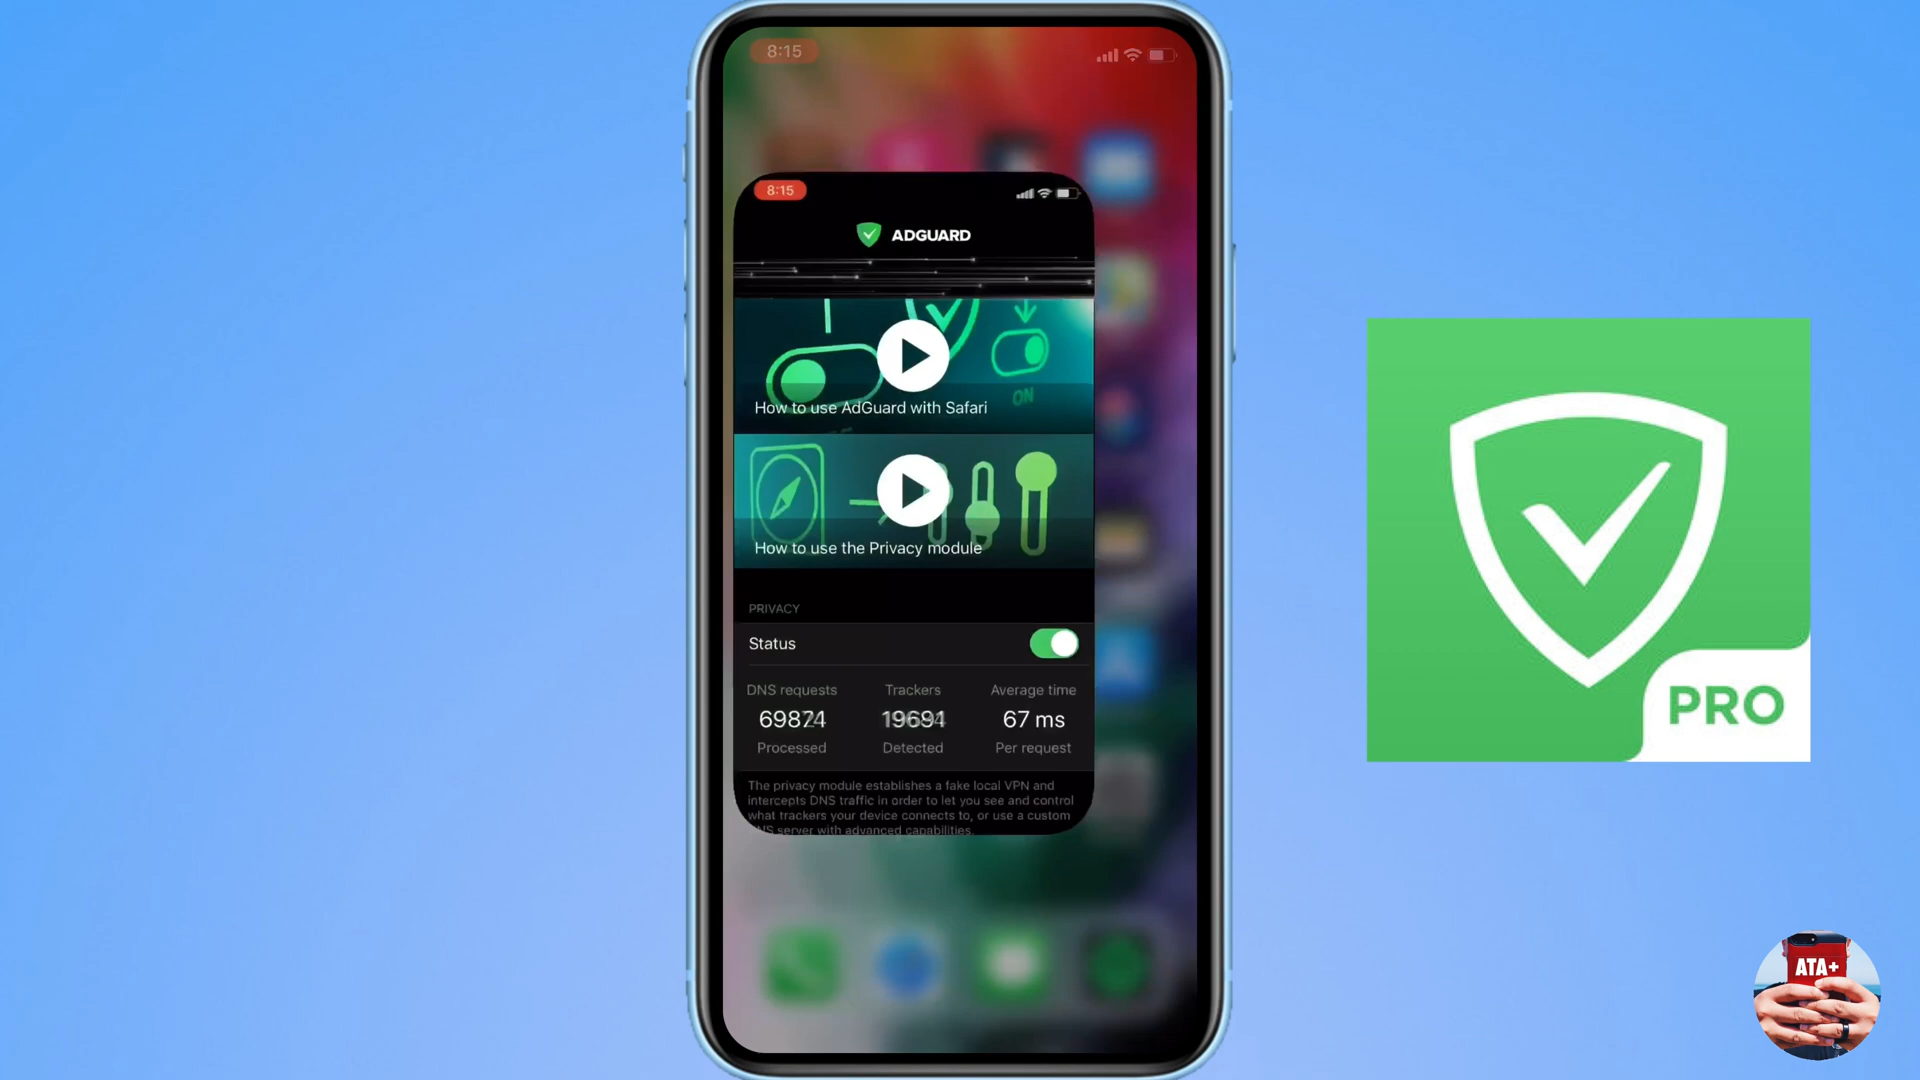 8:15
8:15
ADGUARD
ON
How to use AdGuard with Safari
How to use the Privacy module
PRIVACY
Status
DNS requests Trackers Average time
67 ms
Processed Detected Per request
The privacy module establishes a fake local VPN and
intercepts DNS traffic in order to let you see and control
what trackers your device connects to, or use a custom
server with advanced capabilities.
PRO
ATA+